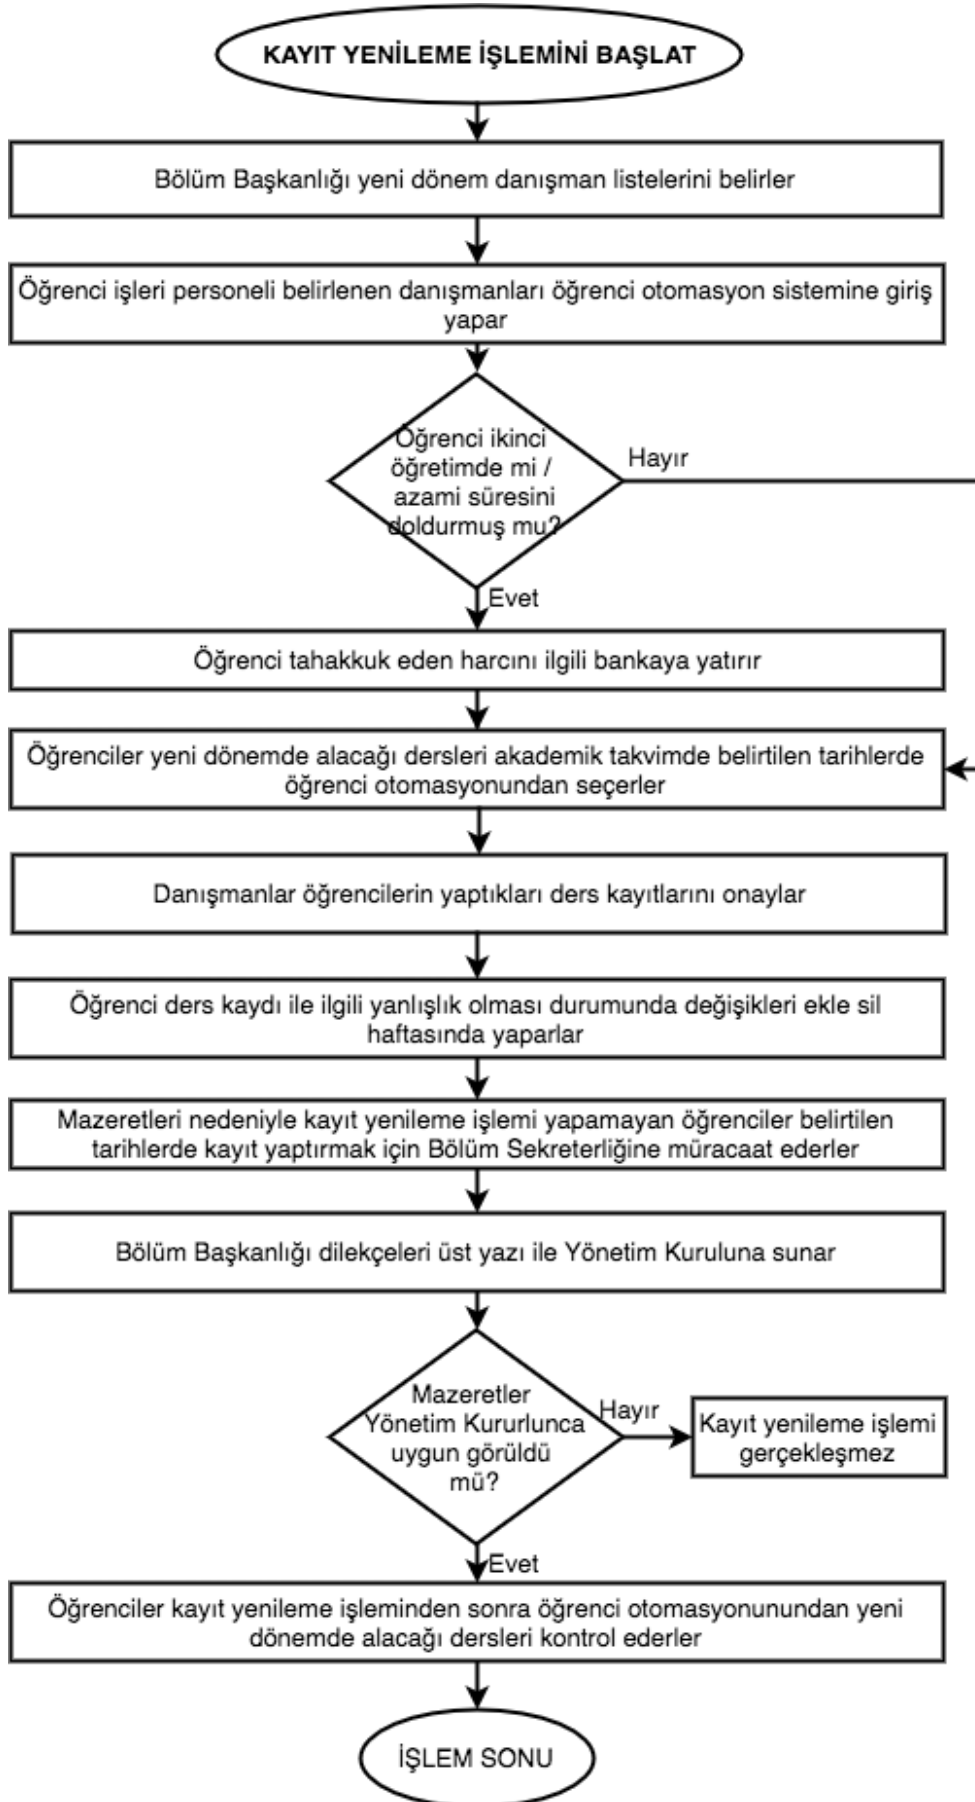 KAYIT YENİLEME İŞLEMİNİ BAŞLAT
Bölüm Başkanlığı yeni dönem danışman listelerini belirler
Öğrenci işleri personeli belirlenen danışmanları öğrenci otomasyon sistemine giriş
yapar
Öğrenci ikinci
öğretimde mi /
azami süresini
doldurmuş mu?
Hayır
Evet
Öğrenci tahakkuk eden harcını ilgili bankaya yatırır
Öğrenciler yeni dönemde alacağı dersleri akademik takvimde belirtilen tarihlerde
öğrenci otomasyonundan seçerler
Danışmanlar öğrencilerin yaptıkları ders kayıtlarını onaylar
Öğrenci ders kaydı ile ilgili yanlışlık olması durumunda değişikleri ekle sil
haftasında yaparlar
Mazeretleri nedeniyle kayıt yenileme işlemi yapamayan öğrenciler belirtilen
tarihlerde kayıt yaptırmak için Bölüm Sekreterliğine müracaat ederler
Bölüm Başkanlığı dilekçeleri üst yazı ile Yönetim Kuruluna sunar
Mazeretler
Yönetim Kururlunca
uygun görüldü
mü?
Hayır
Kayıt yenileme işlemi
gerçekleşmez
Evet
Öğrenciler kayıt yenileme işleminden sonra öğrenci otomasyonunundan yeni
dönemde alacağı dersleri kontrol ederler
İŞLEM SONU